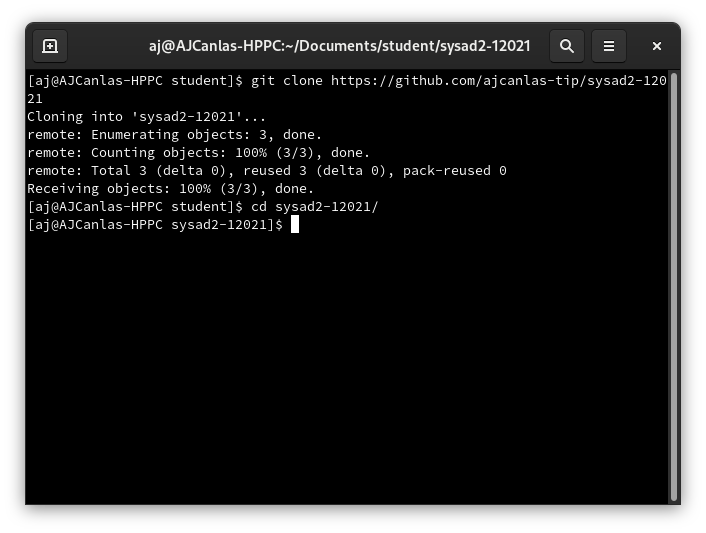 aj@AJCanlas-HPPC:~/Documents/student/sysad2-12021
[aj@AJCanlas-HPPC student]$ git clone https://github.com/ajcanlas-tip/sysad2-120
21
Cloning into 'sysad2-12021'...
remote: Enumerating objects: 3, done.
remote: Counting objects: 100% (3/3), done.
remote: Total 3 (delta 0), reused 3 (delta 0), pack-reused 0
Receiving objects: 100% (3/3), done.
[aj@AJCanlas-HPPC student]$ cd sysad2-12021/
[aj@AJCanlas-HPPC sysad2-12021]$